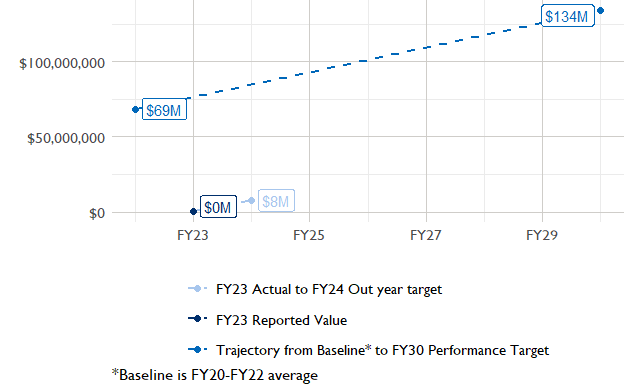 $134M
$100,000,000
$69M
$50,000,000
$8M
$0M
$0
FY23 FY25 FY27 FY29
FY23 Actual to FY24 Out year target
FY23 Reported Value
Trajectory from Baseline* to FY30 Performance Target
*Baseline is FY20-FY22 average